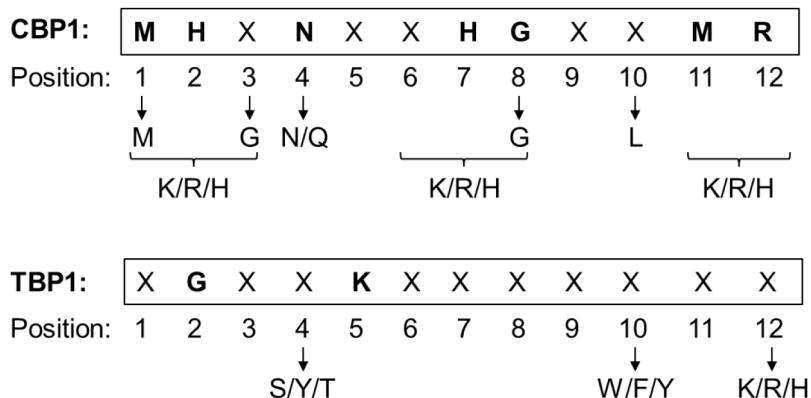 CBP1: M H X N X X H G X X M R
Position: 1 2 3 4 5 6 7 8 9 10 11 12
M G N/Q G L
K/R/H K/R/H K/R/H
TBP1: X G X X K X X X X X X X
Position: 1 2 3 4 5 6 7 8 9 10 11 12
S/Y/T W/F/Y K/R/H